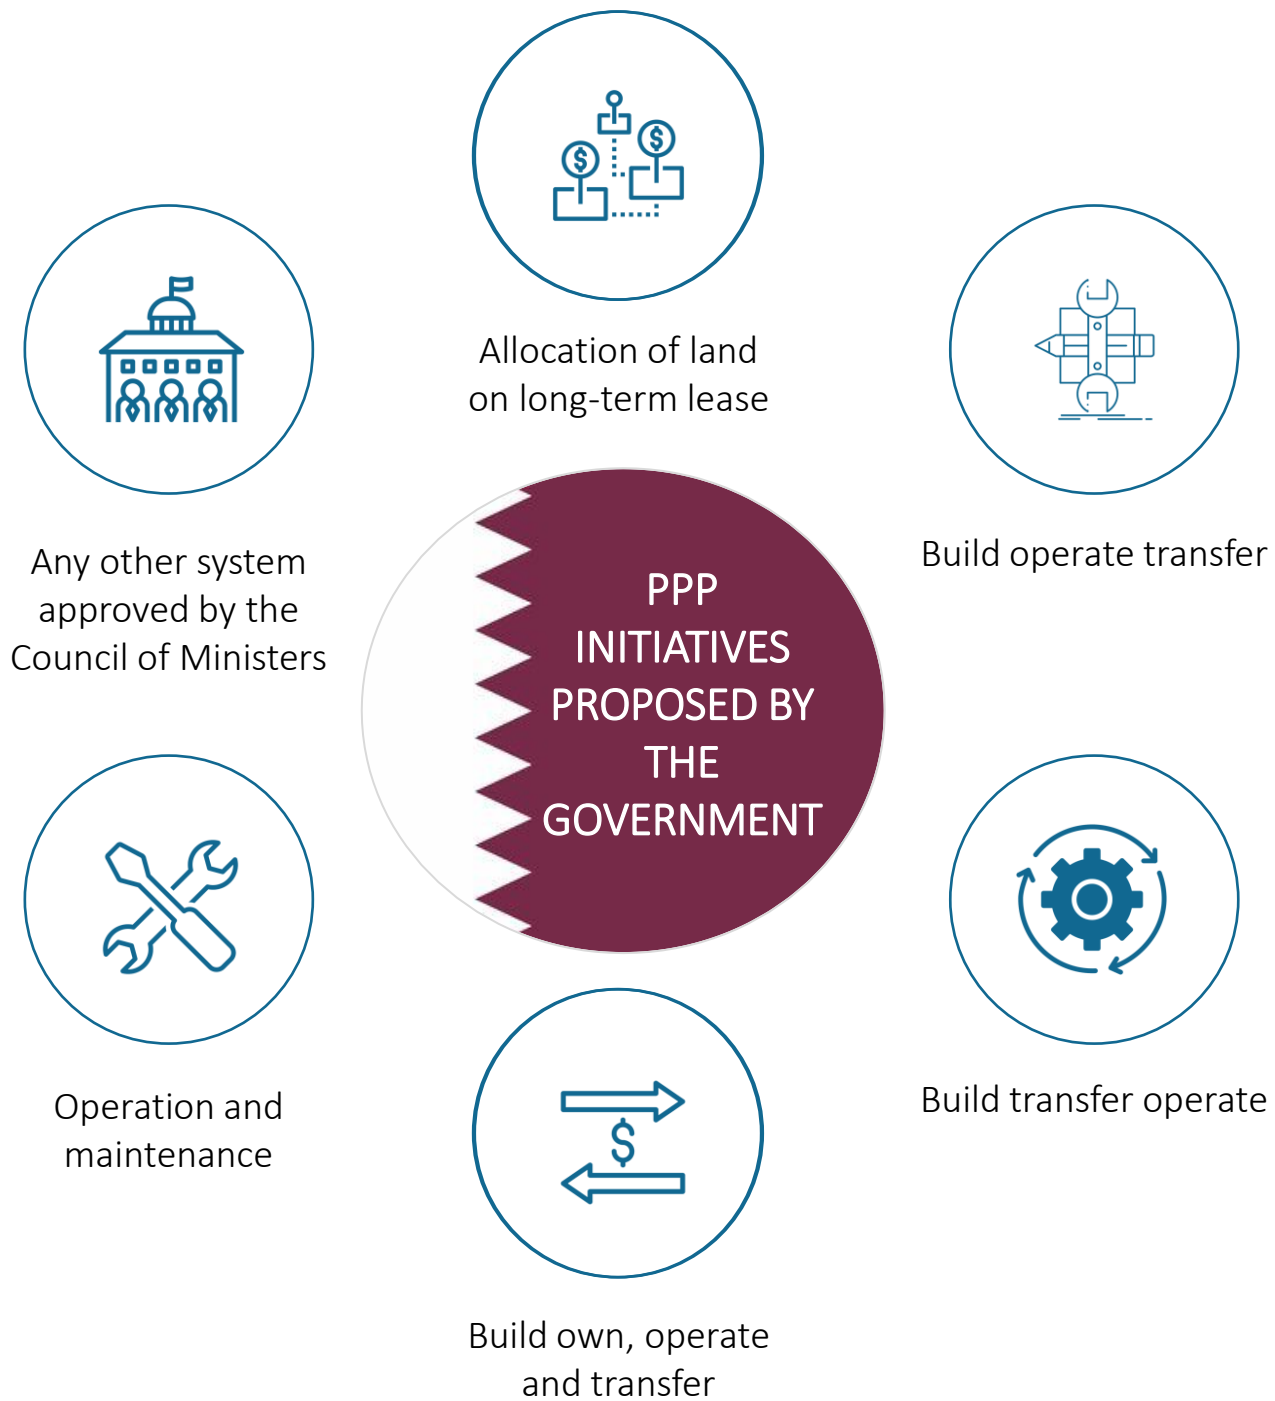 Allocation of land
on long-term lease
Build operate transfer
Any other system
approved by the
Council of Ministers
PPP
INITIATIVES
PROPOSED BY
THE
GOVERNMENT
Build transfer operate
Operation and
maintenance
Build own, operate
and transfer